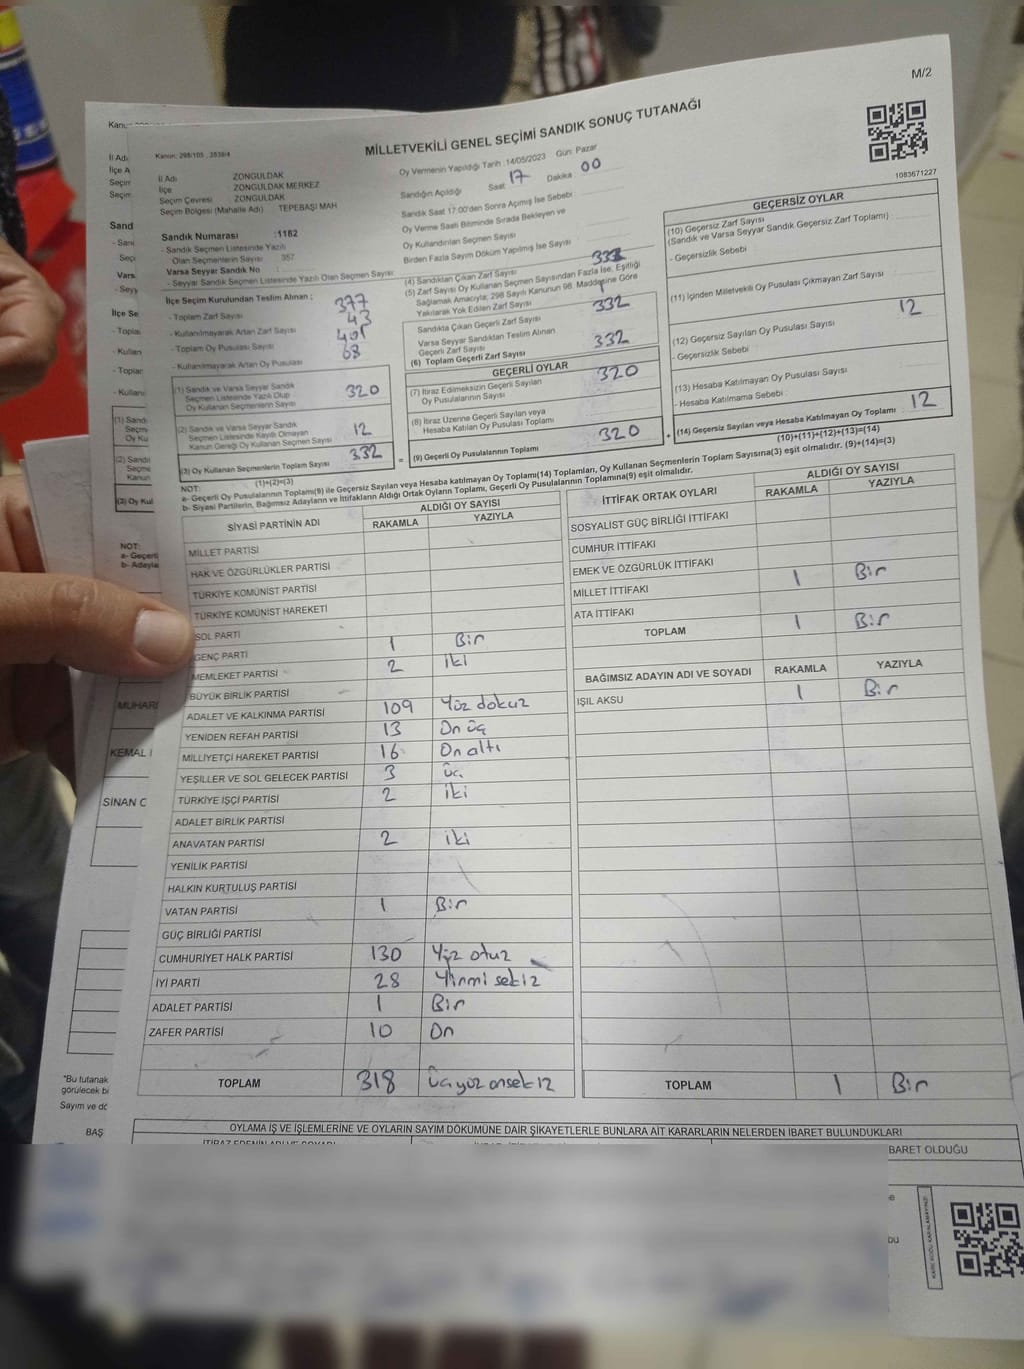 M/2
MİLLETVEKİLİ GENEL SEÇİMİ SANDIK SONUÇ TUTANAĞI
1083671227
Kanun: 298/105 , 2839/4
İl Adı ZONGULDAK
İlçe : ZONGULDAK MERKEZ
Seçim Çevresi : ZONGULDAK
Seçim Bölgesi (Mahalle Adı) : TEPEBAŞI MAH
Sandık Numarası :1162
- Sandık Seçmen Listesinde Yazılı
Olan Seçmenlerin Sayısı : 357
Varsa Seyyar Sandık No
- Seyyar Sandık Seçmen Listesinde Yazılı Olan Seçmen Sayısı
İlçe Seçim Kurulundan Teslim Alınan ;
- Toplam Zarf Sayısı 377
- Kullanılmayarak Artan Zarf Sayısı 43
- Toplam Oy Pusulası Sayısı
- Kullanılmayarak Artan Oy Pusulası 68
(1) Sandık ve Varsa Seyyar Sandık
Seçmen Listesinde Yazılı Olup
Oy Kullanan Seçmenlerin Sayısı 320
(2) Sandık ve Varsa Seyyar Sandık
Seçmen Listesinde Kayıtlı Olmayan
Kanun Gereği Oy Kullanan Seçmen Sayısı 12
(3) Oy Kullanan Seçmenlerin Toplam Sayısı 332
(1)+(2)=(3)
Oy Vermenin Yapıldığı Tarih :14/05/2023 Gün: Pazar
Sandığın Açıldığı Saat 17 Dakika 00
Sandık Saat 17:00'den Sonra Açılmış İse Sebebi
Oy Verme Saati Bitiminde Sırada Bekleyen ve
Oy Kullandırılan Seçmen Sayısı
Birden Fazla Sayım Döküm Yapılmış İse Sayısı
(4) Sandıktan Çıkan Zarf Sayısı
(5) Zarf Sayısı Oy Kullanan Seçmen Sayısından Fazla İse, Eşitliği
Sağlamak Amacıyla; 298 Sayılı Kanunun 98. Maddesine Göre
Yakılarak Yok Edilen Zarf Sayısı
Sandıkta Çıkan Geçerli Zarf Sayısı 332
Varsa Seyyar Sandıktan Teslim Alınan
Geçerli Zarf Sayısı
(6) Toplam Geçerli Zarf Sayısı 332
GEÇERLİ OYLAR
(7) İtiraz Edilmeksizin Geçerli Sayılan
Oy Pusulalarının Sayısı 320
(8) İtiraz Üzerine Geçerli Sayılan veya
Hesaba Katılan Oy Pusulası Toplamı
= (9) Geçerli Oy Pusulalarının Toplamı 320
GEÇERSİZ OYLAR
(10) Geçersiz Zarf Sayısı
(Sandık ve Varsa Seyyar Sandık Geçersiz Zarf Toplamı)
- Geçersizlik Sebebi
(11) İçinden Milletvekili Oy Pusulası Çıkmayan Zarf Sayısı
(12) Geçersiz Sayılan Oy Pusulası Sayısı 12
- Geçersizlik Sebebi
(13) Hesaba Katılmayan Oy Pusulası Sayısı
- Hesaba Katılmama Sebebi
+ (14) Geçersiz Sayılan veya Hesaba Katılmayan Oy Toplamı 12
(10)+(11)+(12)+(13)=(14)
NOT:
a- Geçerli Oy Pusulalarının Toplamı(9) ile Geçersiz Sayılan veya Hesaba katılmayan Oy Toplamı(14) Toplamları, Oy Kullanan Seçmenlerin Toplam Sayısına(3) eşit olmalıdır. (9)+(14)=(3)
b- Siyasi Partilerin, Bağımsız Adayların ve İttifakların Aldığı Ortak Oyların Toplamı, Geçerli Oy Pusulalarının Toplamına(9) eşit olmalıdır.
SİYASİ PARTİNİN ADI ALDIĞI OY SAYISI
RAKAMLA YAZIYLA
MİLLET PARTİSİ
HAK VE ÖZGÜRLÜKLER PARTİSİ
TÜRKİYE KOMÜNİST PARTİSİ
TÜRKİYE KOMÜNİST HAREKETİ
SOL PARTİ
GENÇ PARTİ 1 Bir
MEMLEKET PARTİSİ 2 iki
BÜYÜK BİRLİK PARTİSİ
ADALET VE KALKINMA PARTİSİ 109 Yüz dokuz
YENİDEN REFAH PARTİSİ 13 On üç
MİLLİYETÇİ HAREKET PARTİSİ 16 On altı
YEŞİLLER VE SOL GELECEK PARTİSİ 3 üç
TÜRKİYE İŞÇİ PARTİSİ 2 iki
ADALET BİRLİK PARTİSİ
ANAVATAN PARTİSİ 2 iki
YENİLİK PARTİSİ
HALKIN KURTULUŞ PARTİSİ
VATAN PARTİSİ 1 Bir
GÜÇ BİRLİĞİ PARTİSİ
CUMHURİYET HALK PARTİSİ 130 Yüz otuz
İYİ PARTİ 28 Yirmi sekiz
ADALET PARTİSİ 1 Bir
ZAFER PARTİSİ 10 On
TOPLAM 318 üçyüz onsekiz
İTTİFAK ORTAK OYLARI ALDIĞI OY SAYISI
RAKAMLA YAZIYLA
SOSYALİST GÜÇ BİRLİĞİ İTTİFAKI
CUMHUR İTTİFAKI
EMEK VE ÖZGÜRLÜK İTTİFAKI
MİLLET İTTİFAKI 1 Bir
ATA İTTİFAKI
TOPLAM 1 Bir
BAĞIMSIZ ADAYIN ADI VE SOYADI RAKAMLA YAZIYLA
IŞIL AKSU 1 Bir
TOPLAM 1 Bir
OYLAMA İŞ VE İŞLEMLERİNE VE OYLARIN SAYIM DÖKÜMÜNE DAİR ŞİKAYETLERLE BUNLARA AİT KARARLARIN NELERDEN İBARET BULUNDUKLARI
BARET OLDUĞU
MUHAR
KEMAL
SİNAN O
*Bu tutanak
görülecek bi
Sayım ve dö
BAŞ